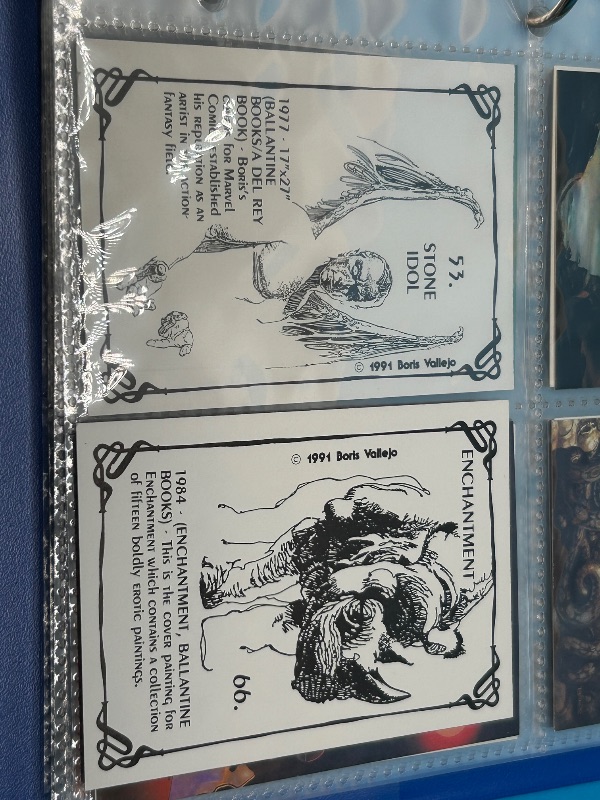 53.
STONE
IDOL
1977 · 17"x27"
(BALLANTINE
BOOKS/A DEL REY
BOOK) · Boris's
for Marvel
Comics established
his reputation as an
artist in
fantasy field.
© 1991 Boris Vallejo
ENCHANTMENT
66.
© 1991 Boris Vallejo
1984 · (ENCHANTMENT, BALLANTINE
BOOKS) · This is the cover painting for
Enchantment which contains a collection
of fifteen boldly erotic paintings.